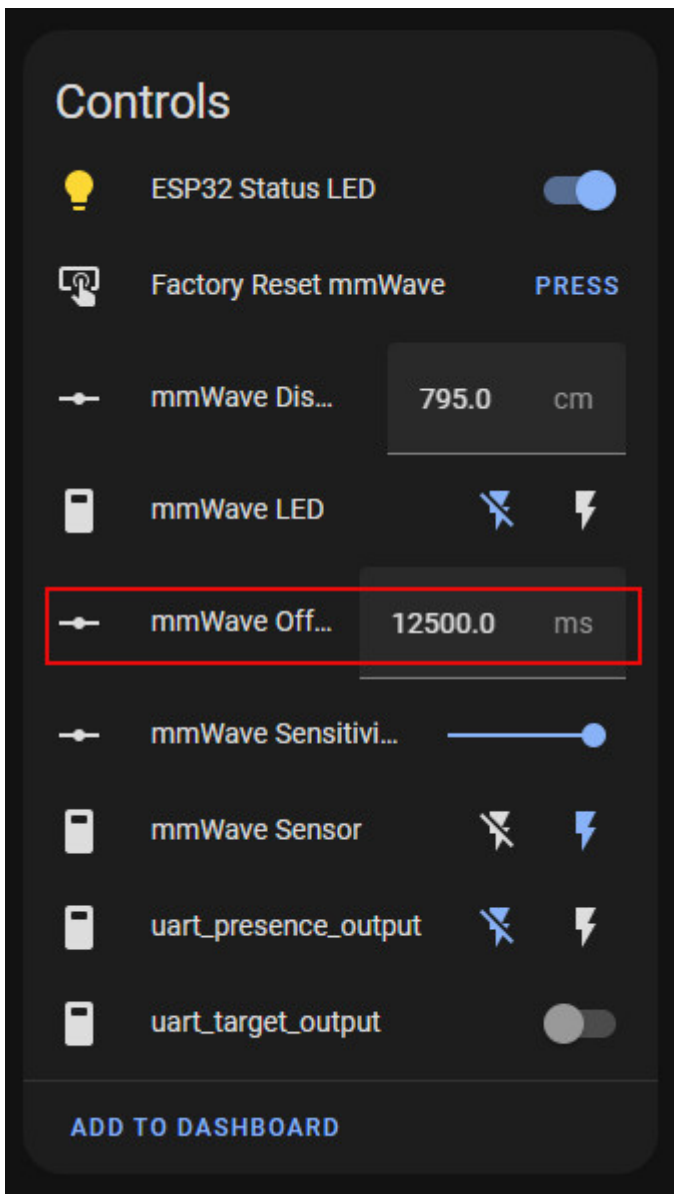 Controls
ESP32 Status LED
Factory Reset mmWave PRESS
mmWave Dis... 795.0 cm
mmWave LED
mmWave Off... 12500.0 ms
mmWave Sensitivi...
mmWave Sensor
uart_presence_output
uart_target_output
ADD TO DASHBOARD